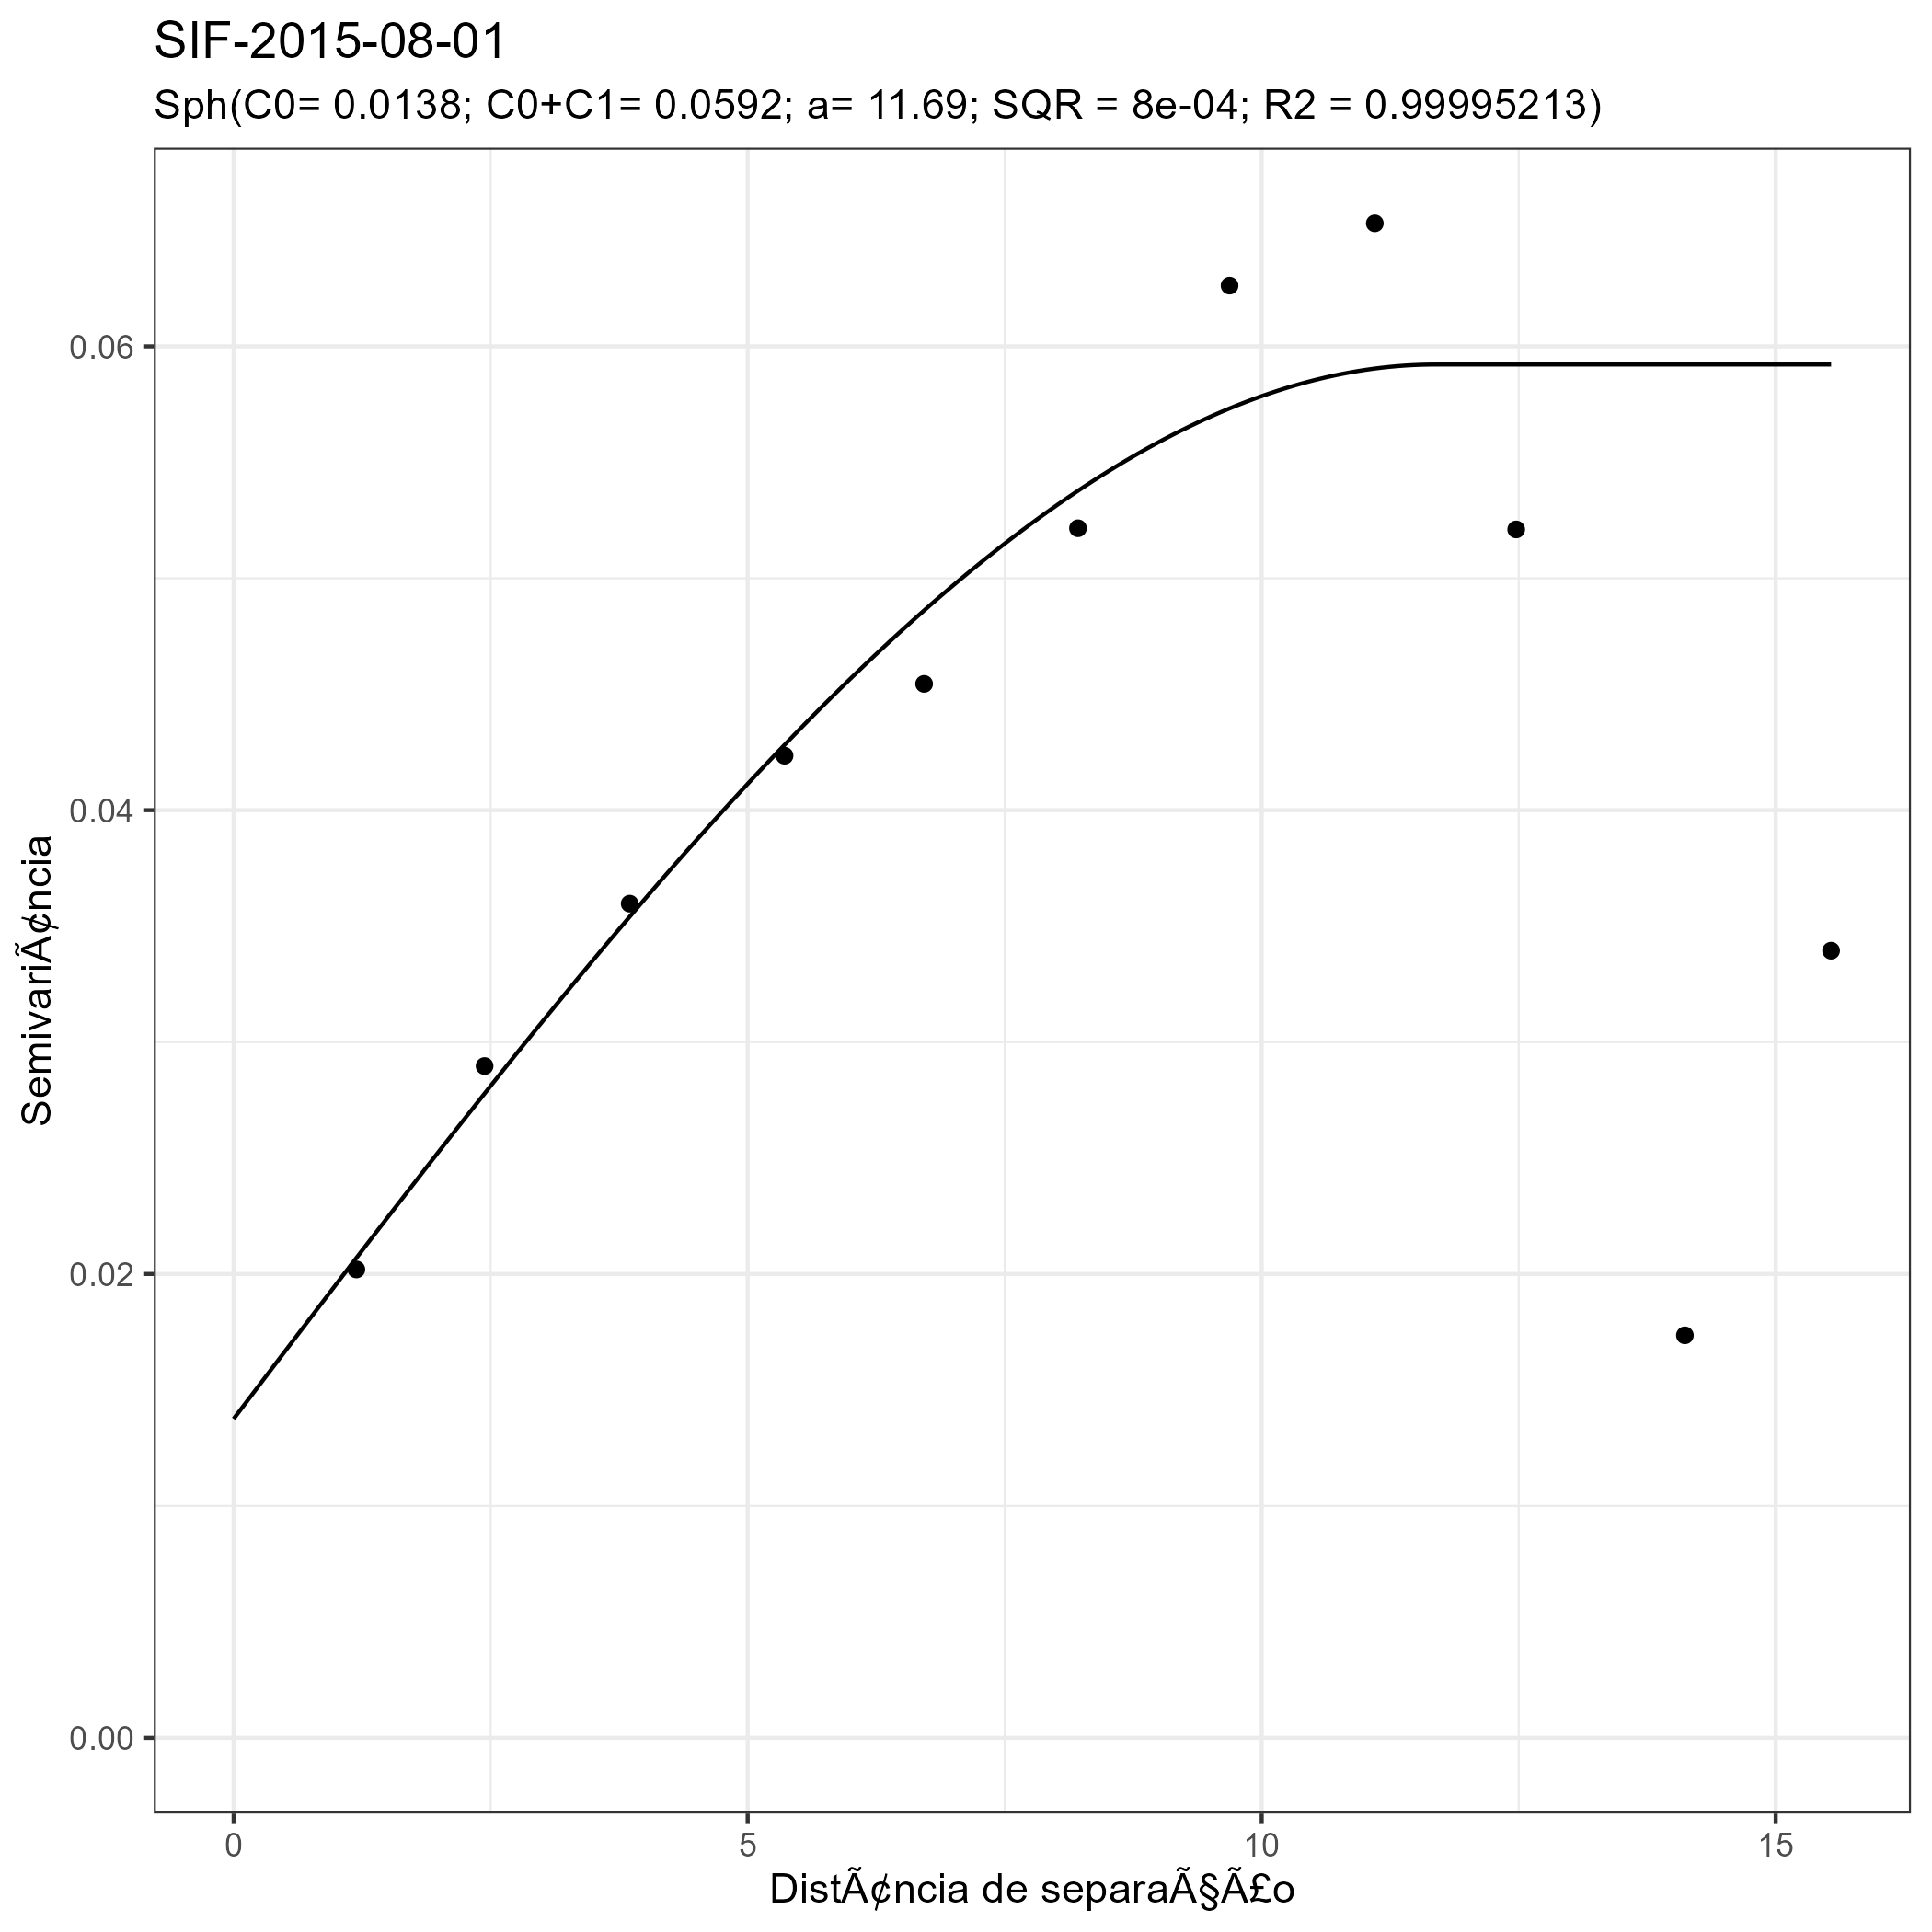 SIF-2015-08-01
Sph(C0= 0.0138; C0+C1= 0.0592; a= 11.69; SQR = 8e-04; R2 = 0.99995213)
SemivariÃ¢ncia
0.06
0.04
0.02
0.00
0 5 10 15
DistÃ¢ncia de separaÃ§Ã£o